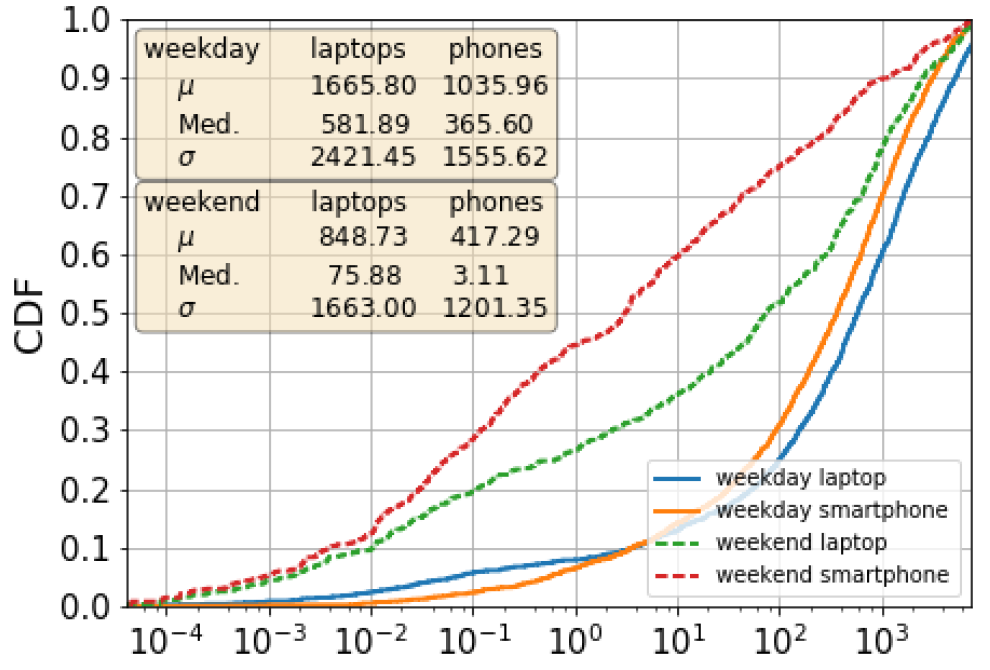 1.0
0.9
0.8
0.7
0.6
0.5
0.4
0.3
0.2
0.1
0.0
CDF
weekday laptops phones
μ 1665.80 1035.96
Med. 581.89 365.60
σ 2421.45 1555.62
weekend laptops phones
μ 848.73 417.29
Med. 75.88 3.11
σ 1663.00 1201.35
weekday laptop
weekday smartphone
weekend laptop
weekend smartphone
10⁻⁴ 10⁻³ 10⁻² 10⁻¹ 10⁰ 10¹ 10² 10³